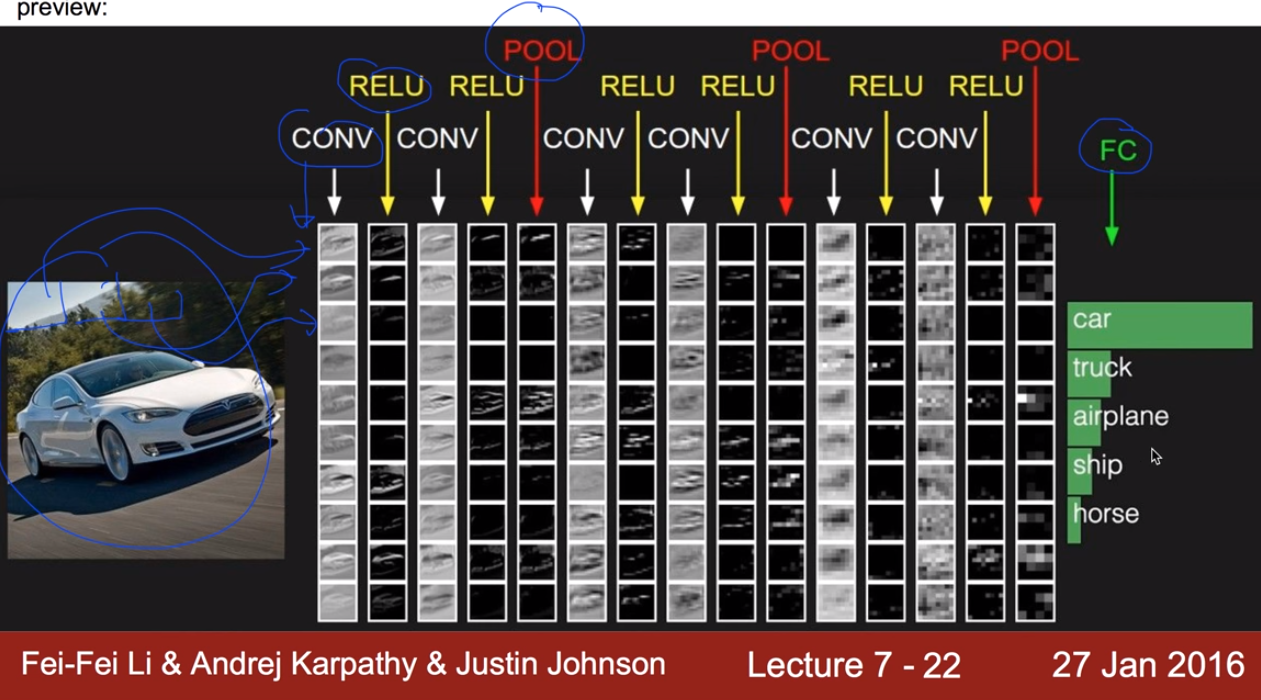 preview:
POOL POOL POOL
RELU RELU RELU RELU RELU RELU
CONV CONV CONV CONV CONV CONV
FC
car
truck
airplane
ship
horse
Fei-Fei Li & Andrej Karpathy & Justin Johnson Lecture 7 - 22 27 Jan 2016